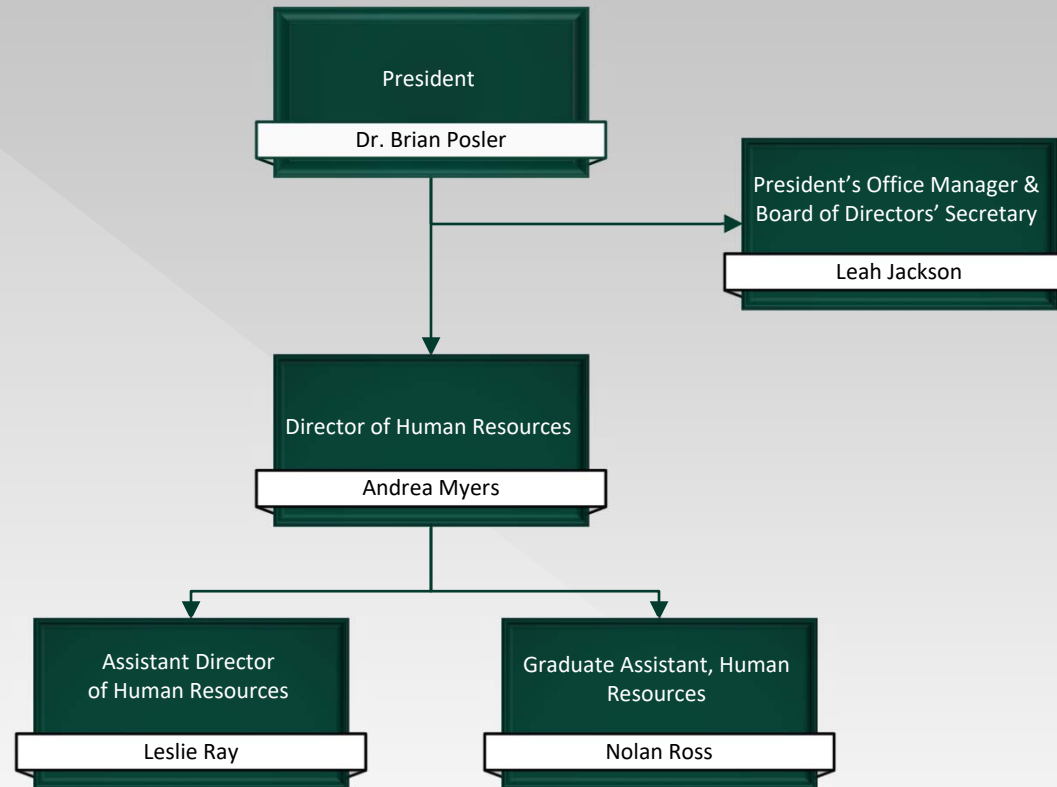 President
Dr. Brian Posler
President’s Office Manager &
Board of Directors’ Secretary
Leah Jackson
Director of Human Resources
Andrea Myers
Assistant Director
of Human Resources
Leslie Ray
Graduate Assistant, Human
Resources
Nolan Ross